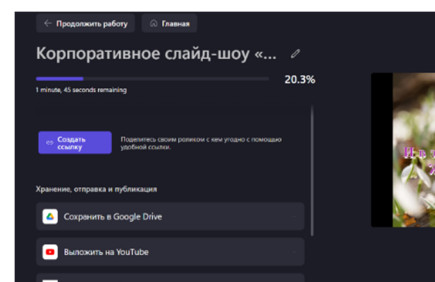 ← Продолжить работу
Главная
Корпоративное слайд-шоу «...
20.3%
1 minute, 45 seconds remaining
Создать
ссылку
Поделитесь своим роликом с кем угодно с помощью
удобной ссылки.
Хранение, отправка и публикация
Сохранить в Google Drive
Выложить на YouTube